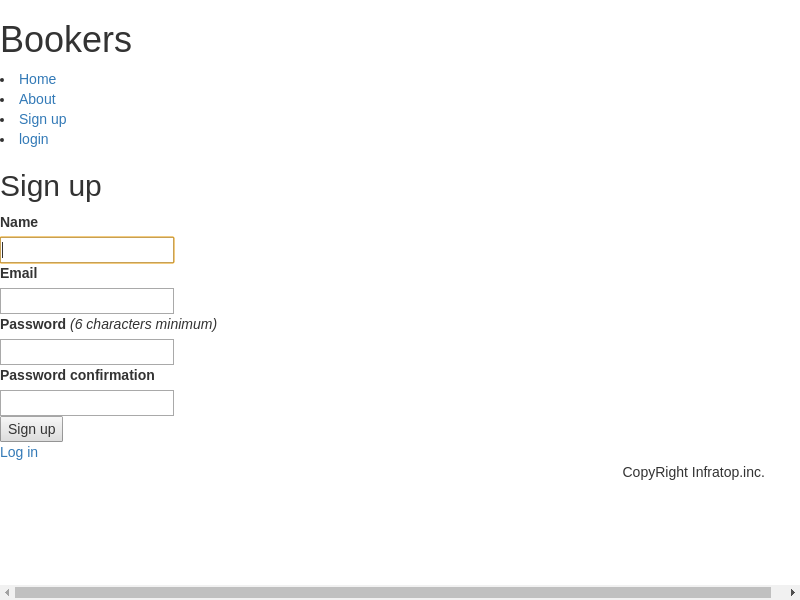 Bookers
Home
About
Sign up
login
Sign up
Name
Email
Password (6 characters minimum)
Password confirmation
Sign up
Log in
CopyRight Infratop.inc.